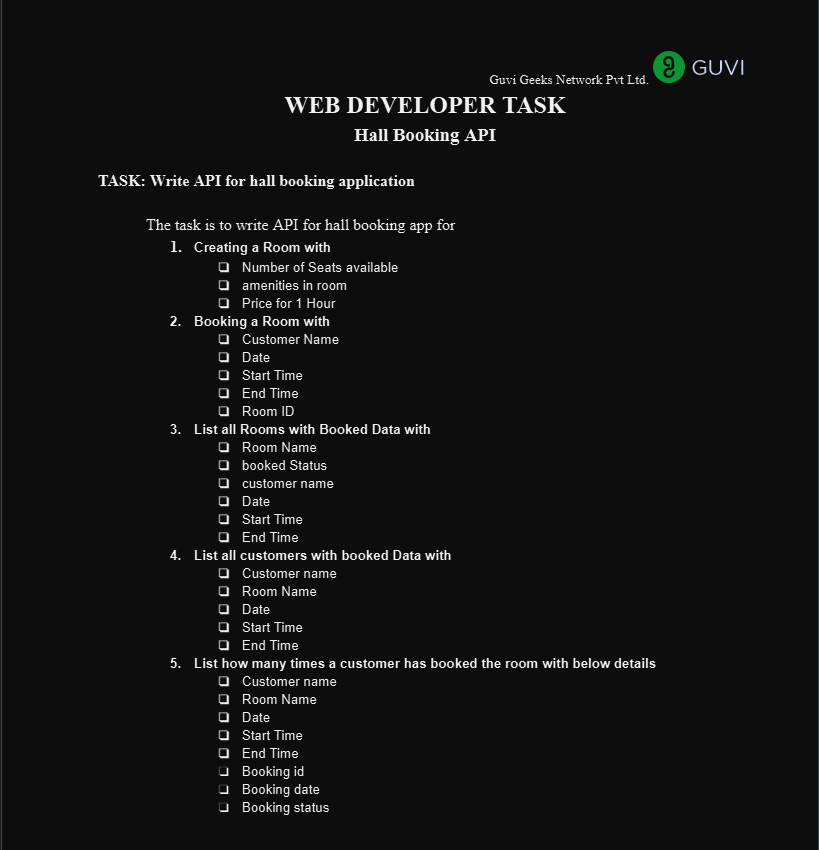 Guvi Geeks Network Pvt Ltd. GUVI
WEB DEVELOPER TASK
Hall Booking API
TASK: Write API for hall booking application
The task is to write API for hall booking app for
1. Creating a Room with
❏ Number of Seats available
❏ amenities in room
❏ Price for 1 Hour
2. Booking a Room with
❏ Customer Name
❏ Date
❏ Start Time
❏ End Time
❏ Room ID
3. List all Rooms with Booked Data with
❏ Room Name
❏ booked Status
❏ customer name
❏ Date
❏ Start Time
❏ End Time
4. List all customers with booked Data with
❏ Customer name
❏ Room Name
❏ Date
❏ Start Time
❏ End Time
5. List how many times a customer has booked the room with below details
❏ Customer name
❏ Room Name
❏ Date
❏ Start Time
❏ End Time
❏ Booking id
❏ Booking date
❏ Booking status